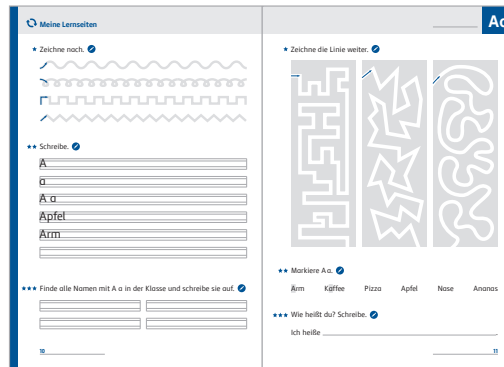 Meine Lernseiten
★ Zeichne nach.
★★ Schreibe.
A
a
A a
Apfel
Arm
★★★ Finde alle Namen mit A a in der Klasse und schreibe sie auf.
10
Aa
★ Zeichne die Linie weiter.
★★ Markiere A a.
Arm Kaffee Pizza Apfel Nase Ananas
★★★ Wie heißt du? Schreibe.
Ich heiße
11